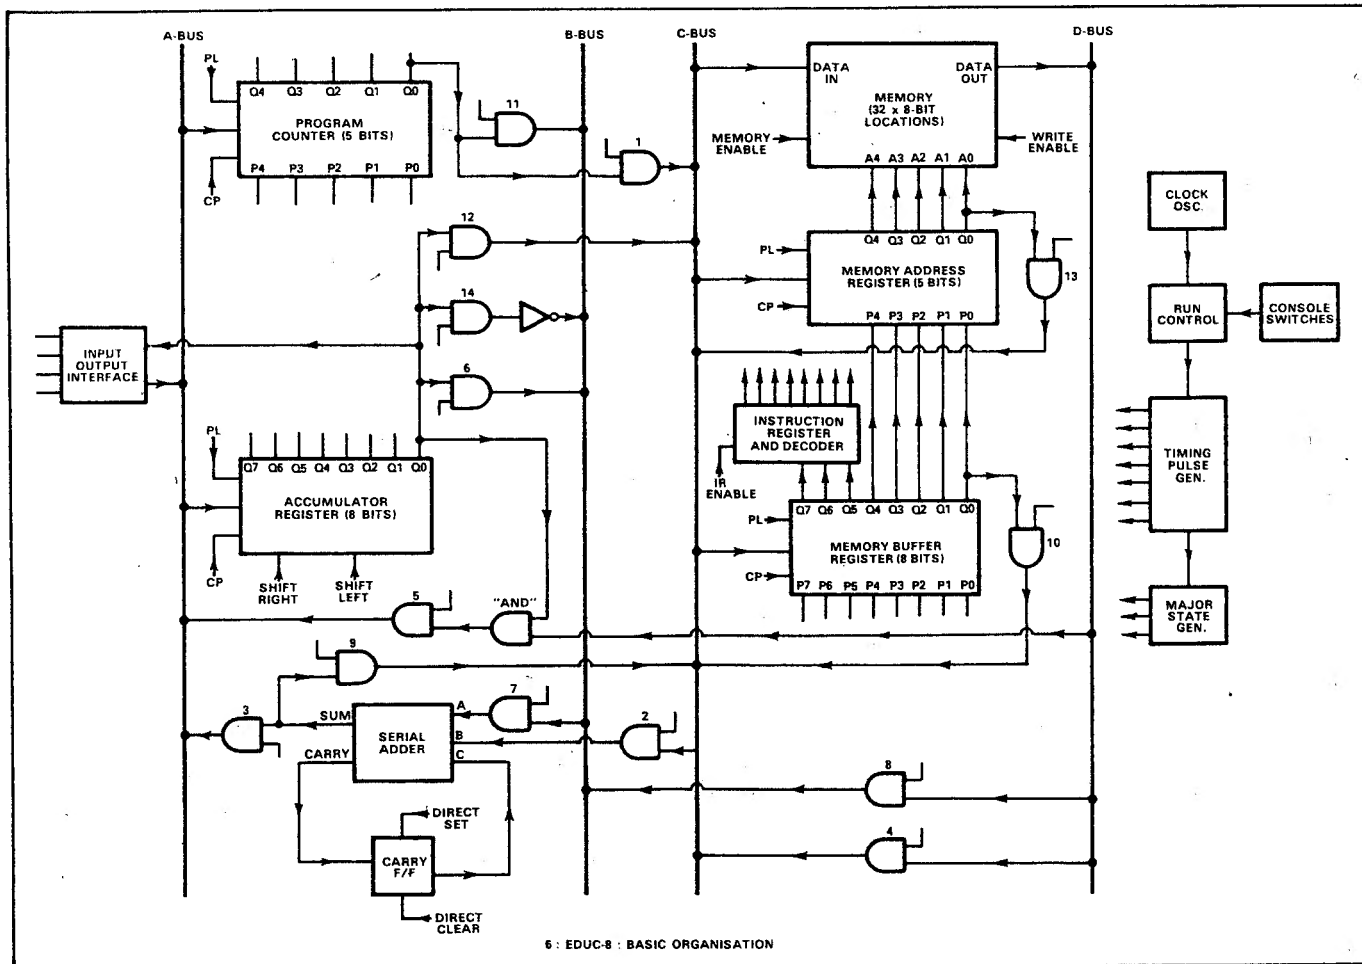 A-BUS
B-BUS
C-BUS
D-BUS
PL
Q4 Q3 Q2 Q1 Q0
PROGRAM
COUNTER (5 BITS)
P4 P3 P2 P1 P0
CP
11
1
DATA
IN
DATA
OUT
MEMORY
(32 x 8-BIT
LOCATIONS)
MEMORY
ENABLE
WRITE
ENABLE
A4 A3 A2 A1 A0
CLOCK
OSC.
12
Q4 Q3 Q2 Q1 Q0
PL
MEMORY ADDRESS
REGISTER (5 BITS)
CP
P4 P3 P2 P1 P0
13
14
RUN
CONTROL
CONSOLE
SWITCHES
INPUT
OUTPUT
INTERFACE
6
INSTRUCTION
REGISTER
AND DECODER
IR
ENABLE
TIMING
PULSE
GEN.
PL
Q7 Q6 Q5 Q4 Q3 Q2 Q1 Q0
ACCUMULATOR
REGISTER (8 BITS)
CP
SHIFT
RIGHT
SHIFT
LEFT
Q7 Q6 Q5 Q4 Q3 Q2 Q1 Q0
PL
MEMORY BUFFER
REGISTER (8 BITS)
CP
P7 P6 P5 P4 P3 P2 P1 P0
10
5
"AND"
MAJOR
STATE
GEN.
9
7
3
SUM
A
2
SERIAL
ADDER
B
CARRY
C
8
DIRECT
SET
4
CARRY
F/F
DIRECT
CLEAR
6 : EDUC-8 : BASIC ORGANISATION